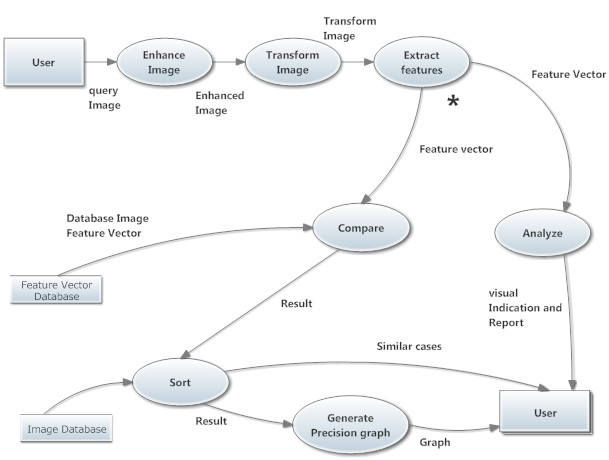 Transform
Image
User
Enhance
Image
Transform
Image
Extract
features
query
Image
Enhanced
Image
*
Feature Vector
Feature vector
Database Image
Feature Vector
Compare
Analyze
Feature Vector
Database
visual
Indication and
Report
Result
Similar cases
Sort
Result
Generate
Precision graph
User
Image Database
Graph